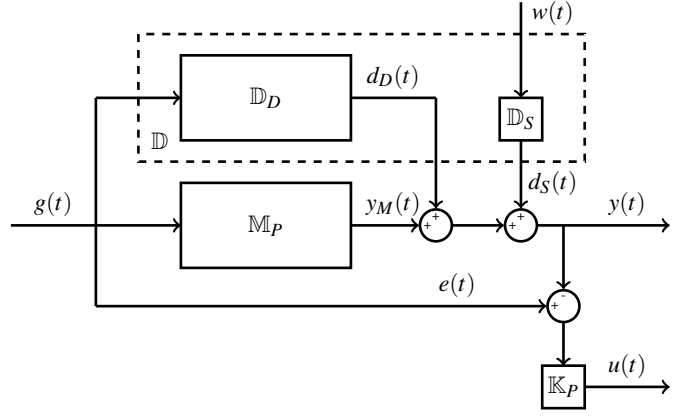 w(t)
𝔻_D
d_D(t)
𝔻_S
𝔻
d_S(t)
g(t)
𝕄_P
y_M(t)
+
+
+
+
y(t)
e(t)
-
+
𝕂_P
u(t)